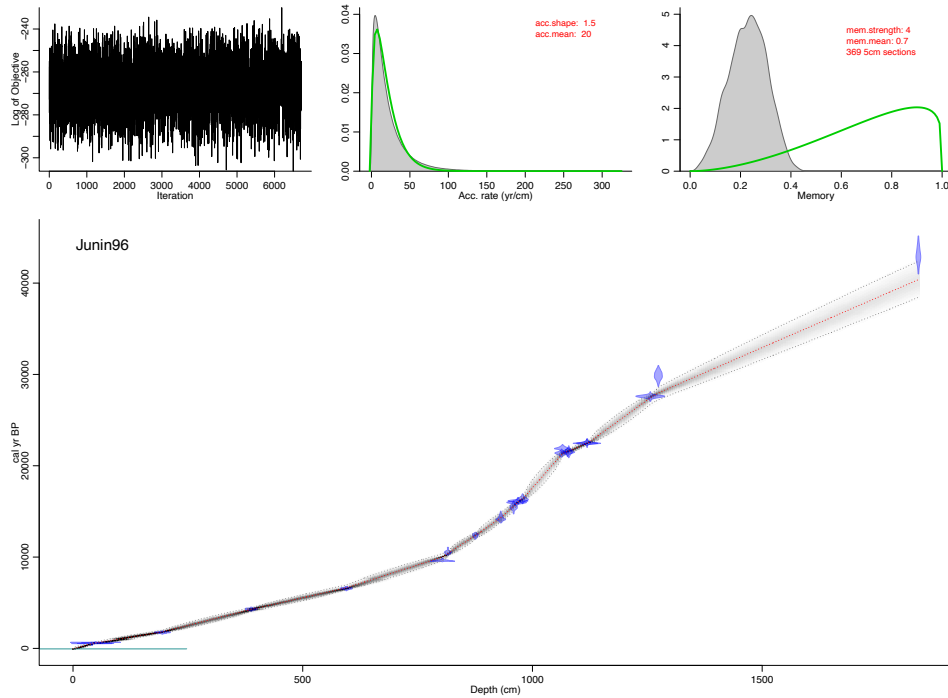 −240
−260
−280
−300
Log of Objective
0 1000 2000 3000 4000 5000 6000
Iteration
0.04
0.03
0.02
0.01
0.00
acc.shape: 1.5
acc.mean: 20
0 50 100 150 200 250 300
Acc. rate (yr/cm)
5
4
3
2
1
0
mem.strength: 4
mem.mean: 0.7
369 5cm sections
0.0 0.2 0.4 0.6 0.8 1.0
Memory
Junin96
40000
30000
20000
10000
0
cal yr BP
0 500 1000 1500
Depth (cm)